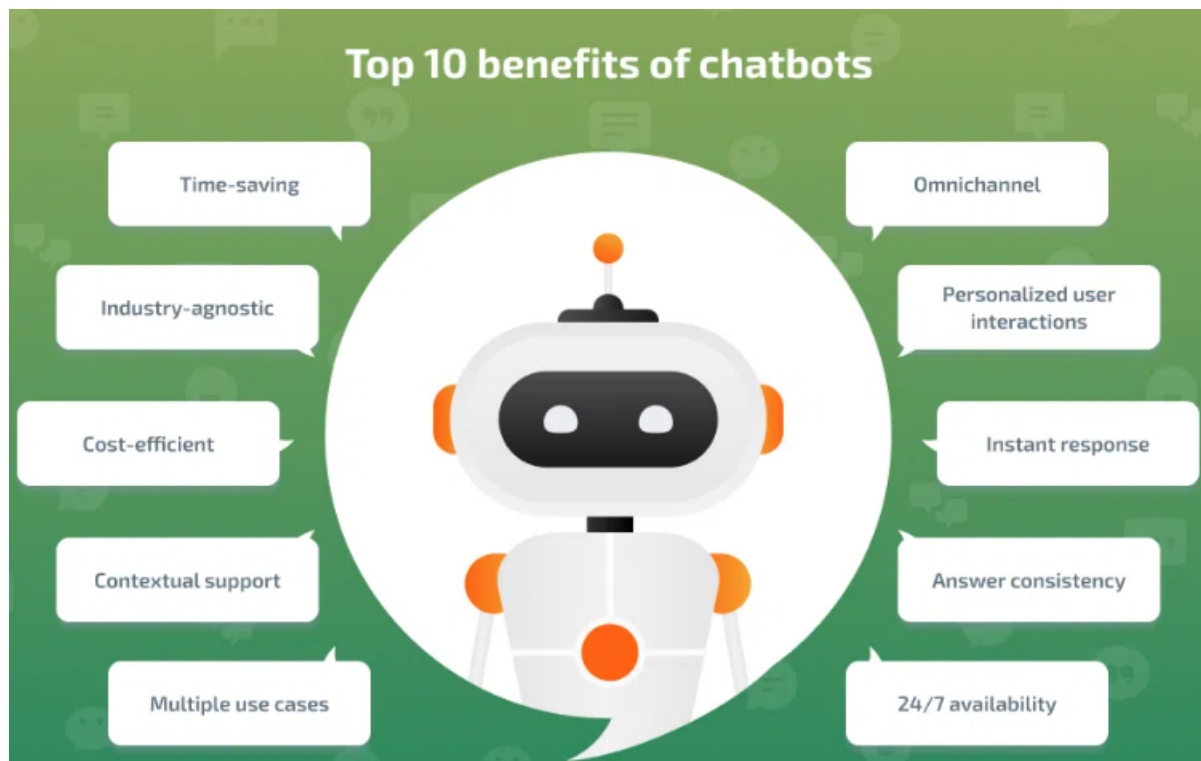 Top 10 benefits of chatbots
Time-saving
Industry-agnostic
Cost-efficient
Contextual support
Multiple use cases
Omnichannel
Personalized user
interactions
Instant response
Answer consistency
24/7 availability